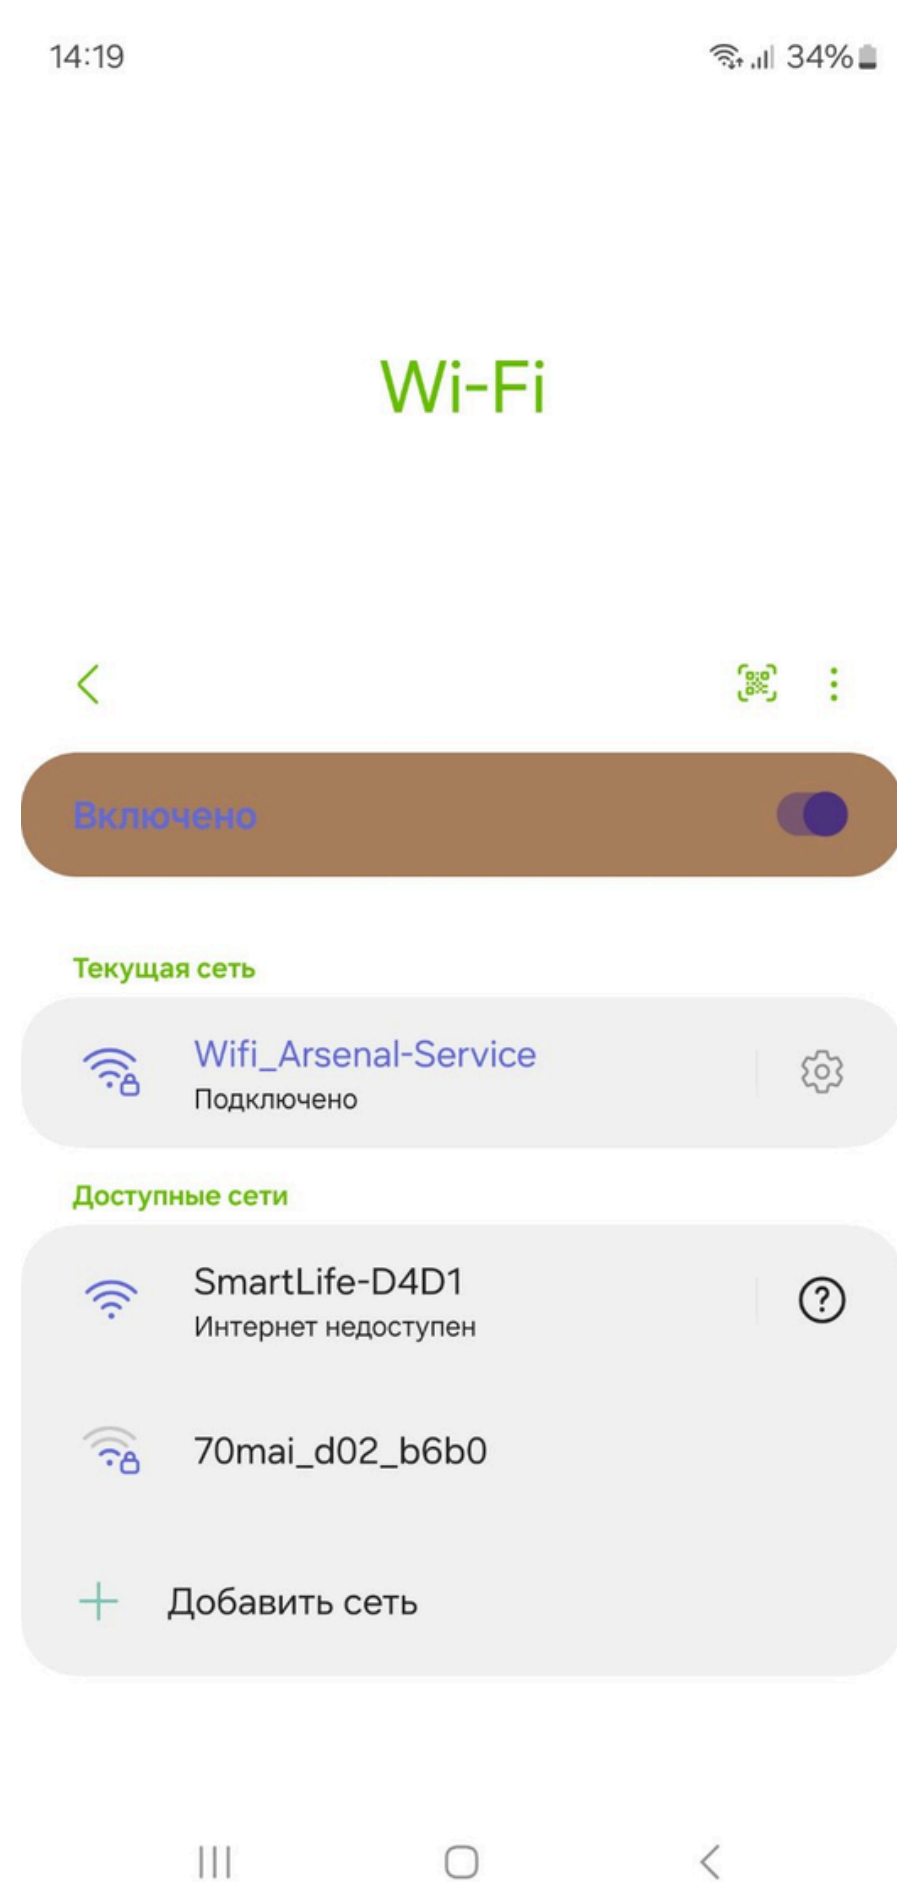 14:19
34%
Wi-Fi
Включено
Текущая сеть
Wifi_Arsenal-Service
Подключено
Доступные сети
SmartLife-D4D1
Интернет недоступен
70mai_d02_b6b0
Добавить сеть